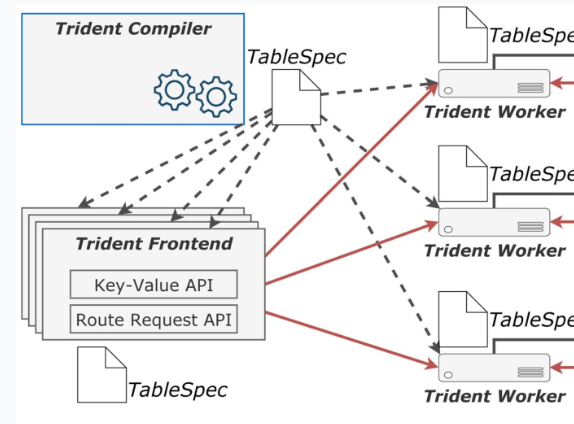 Trident Compiler
TableSpec
TableSpe
Trident Worker
TableSpe
Trident Worker
Trident Frontend
Key-Value API
Route Request API
TableSpe
TableSpec
Trident Worker